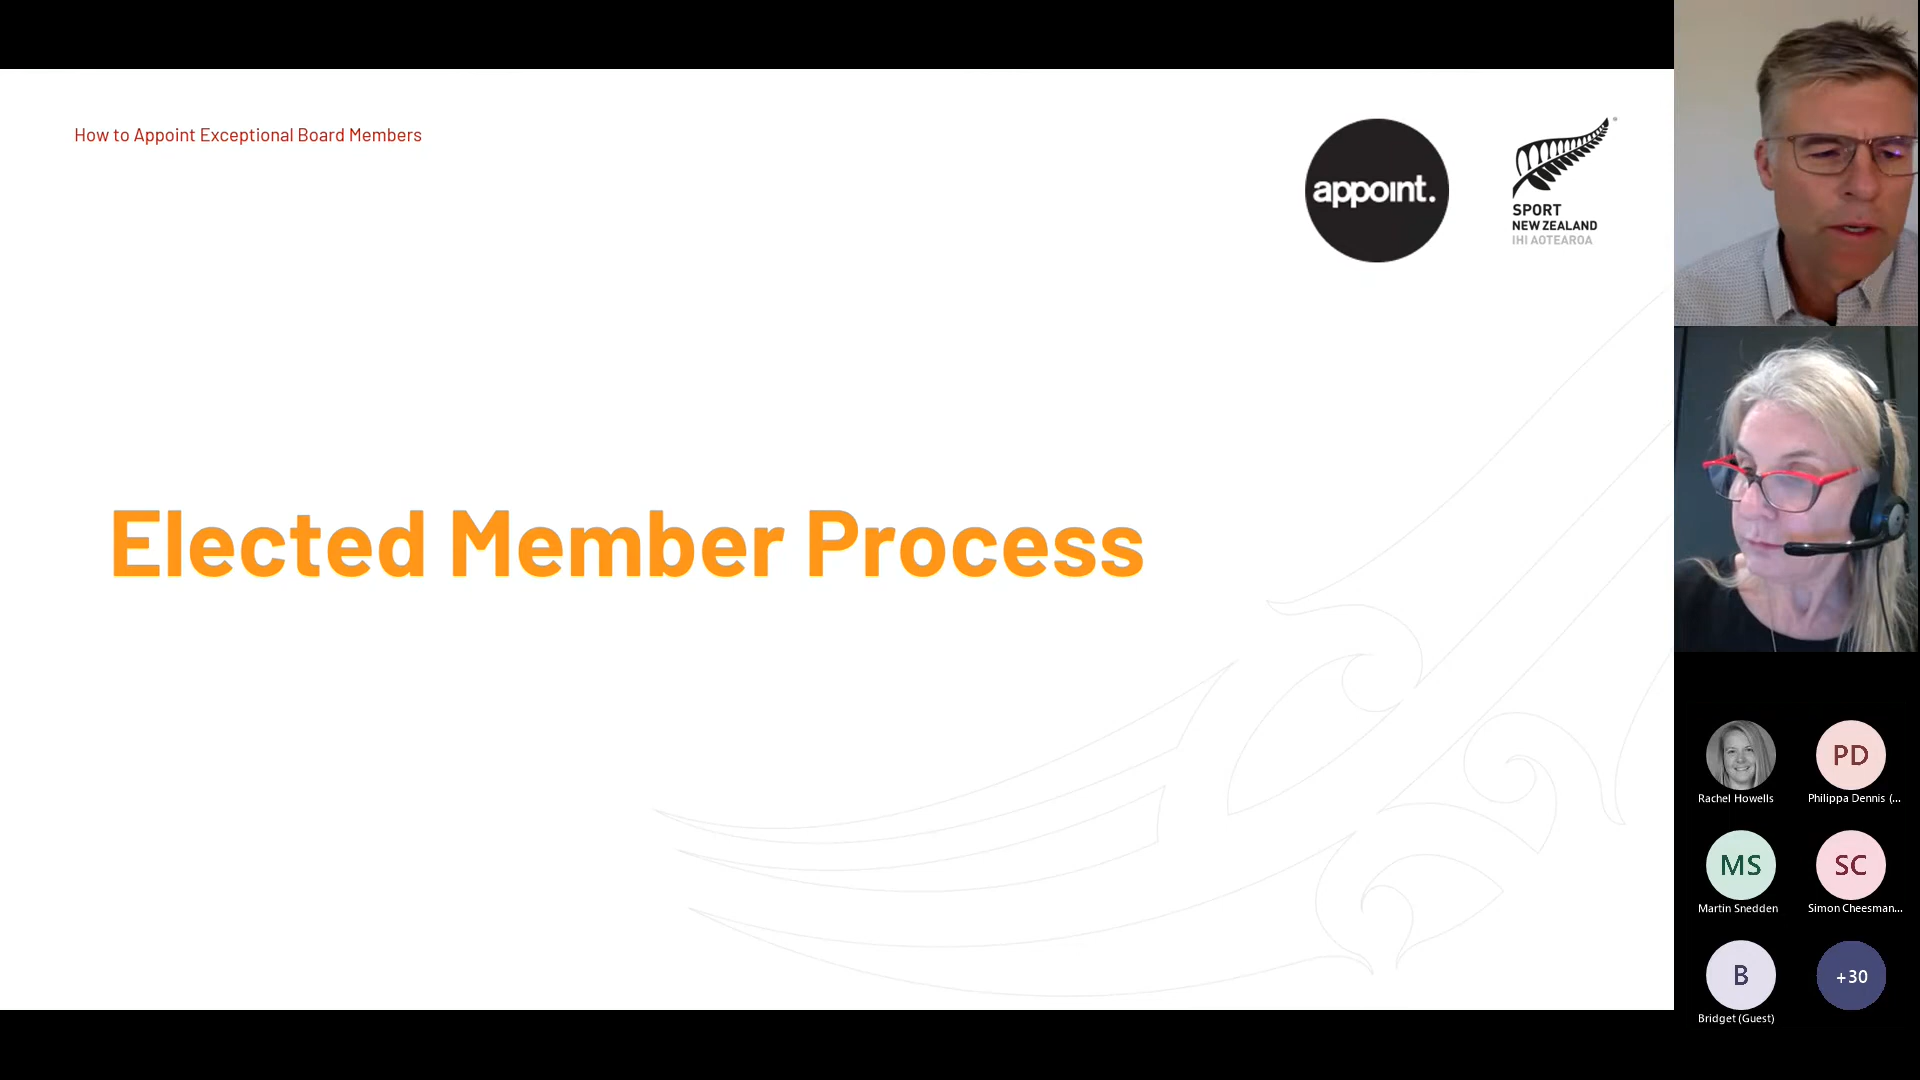 How to Appoint Exceptional Board Members
appoint.
SPORT
NEW ZEALAND
IHI AOTEAROA
Elected Member Process
Rachel Howells
PD
Philippa Dennis (...
MS
Martin Snedden
SC
Simon Cheesman...
B
Bridget (Guest)
+30